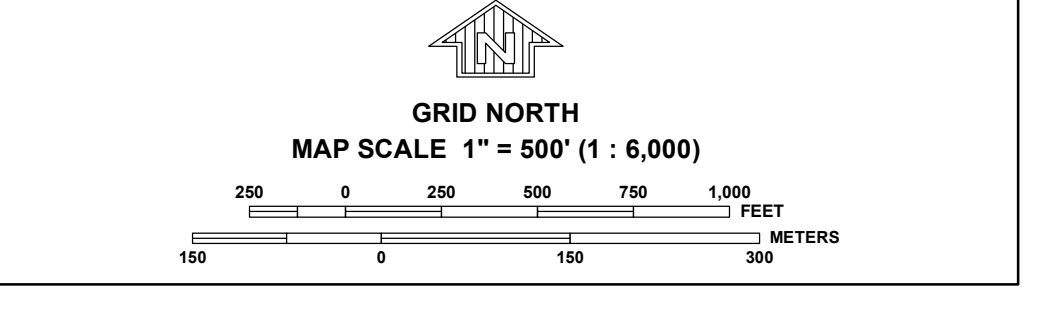 N
GRID NORTH
MAP SCALE 1" = 500' (1 : 6,000)
250 0 250 500 750 1,000
FEET
METERS
150 0 150 300